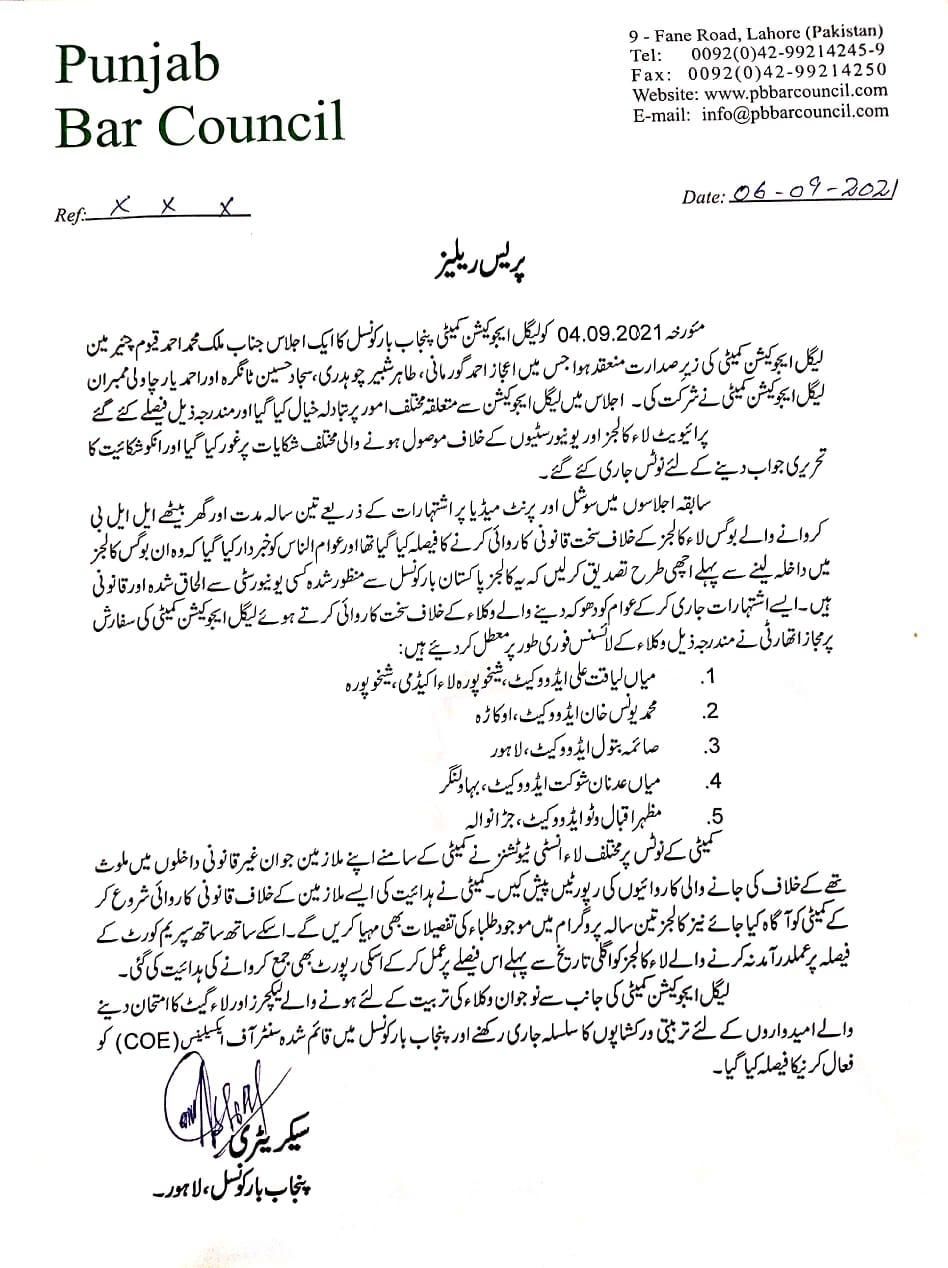 Punjab
Bar Council
9 - Fane Road, Lahore (Pakistan)
Tel: 0092(0)42-99214245-9
Fax: 0092(0)42-99214250
Website: www.pbbarcouncil.com
E-mail: info@pbbarcouncil.com
Ref: x x x
Date: 06-09-2021
پریس ریلیز
مئورخہ 04.09.2021 کو لیگل ایجوکیشن کمیٹی پنجاب بار کونسل کا ایک اجلاس جناب ملک محمد احمد قیوم چئیر مین
لیگل ایجوکیشن کمیٹی کی زیر صدارت منعقد ہوا جس میں اعجاز احمد گورمانی، طاہر شبیر چوہدری، سجاد حسین ٹانگرہ اور احمد یار چاولی ممبران
لیگل ایجوکیشن کمیٹی نے شرکت کی۔ اجلاس میں لیگل ایجوکیشن سے متعلقہ مختلف امور پر تبادلہ خیال کیا گیا اور مندرجہ ذیل فیصلے کئے گئے
پرائیویٹ لاء کالجز اور یونیورسٹیوں کے خلاف موصول ہونے والی مختلف شکایات پر غور کیا گیا اور انکو شکائیت کا
تحریری جواب دینے کے لئے نوٹس جاری کئے گئے۔
سابقہ اجلاسوں میں سوشل اور پرنٹ میڈیا پر اشتہارات کے ذریعے تین سالہ مدت اور گھر بیٹھے ایل ایل بی
کروانے والے بوگس لاء کالجز کے خلاف سخت قانونی کاروائی کرنے کا فیصلہ کیا گیا تھا اور عوام الناس کو خبردار کیا گیا کہ وہ ان بوگس کالجز
میں داخلہ لینے سے پہلے اچھی طرح تصدیق کر لیں کہ یہ کالجز پاکستان بار کونسل سے منظور شدہ کسی یونیورسٹی سے الحاق شدہ اور قانونی
ہیں۔ ایسے اشتہارات جاری کر کے عوام کو دھوکہ دینے والے وکلاء کے خلاف سخت کاروائی کرتے ہوئے لیگل ایجوکیشن کمیٹی کی سفارش
پر مجاز اتھارٹی نے مندرجہ ذیل وکلاء کے لائسنس فوری طور پر معطل کر دیئے ہیں:
1. میاں لیاقت علی ایڈووکیٹ، شیخوپورہ لاء اکیڈمی، شیخوپورہ
2. محمد یونس خان ایڈووکیٹ، اوکاڑہ
3. صائمہ بتول ایڈووکیٹ، لاہور
4. میاں عدنان شوکت ایڈووکیٹ، بہاولنگر
5. مظہر اقبال وٹو ایڈووکیٹ، جڑانوالہ
کمیٹی کے نوٹس پر مختلف لاء انسٹی ٹیوٹشنز نے کمیٹی کے سامنے اپنے ملازمین جو ان غیر قانونی داخلوں میں ملوث
تھے کے خلاف کی جانے والی کاروائیوں کی رپورٹیں پیش کیں۔ کمیٹی نے ہدائیت کی ایسے ملازمین کے خلاف قانونی کاروائی شروع کر
کے کمیٹی کو آگاہ کیا جائے نیز کالجز تین سالہ پروگرام میں موجود طلباء کی تفصیلات بھی مہیا کریں گے۔ اسکے ساتھ ساتھ سپریم کورٹ کے
فیصلہ پر عملدرآمد نہ کرنے والے لاء کالجز کو اگلی تاریخ سے پہلے اس فیصلے پر عمل کر کے اسکی رپورٹ بھی جمع کروانے کی ہدائیت کی گئی۔
لیگل ایجوکیشن کمیٹی کی جانب سے نوجوان وکلاء کی تربیت کے لئے ہونے والے لیکچرز اور لاء گیٹ کا امتحان دینے
والے امیدواروں کے لئے تربیتی ورکشاپوں کا سلسلہ جاری رکھنے اور پنجاب بار کونسل میں قائم شدہ سنٹر آف ایکسیلینس (COE) کو
فعال کرنیکا فیصلہ کیا گیا۔
سیکریٹری
پنجاب بار کونسل، لاہور۔